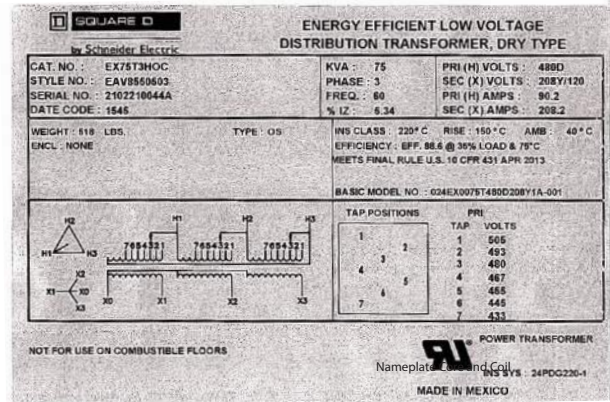 SQUARE D
by Schneider Electric
ENERGY EFFICIENT LOW VOLTAGE
DISTRIBUTION TRANSFORMER, DRY TYPE
CAT. NO. : EX75T3HOC
STYLE NO. : EAV8550503
SERIAL NO. : 2102210044A
DATE CODE : 1545
KVA : 75
PHASE : 3
FREQ. : 60
% IZ : 5.34
PRI (H) VOLTS : 480D
SEC (X) VOLTS : 208Y/120
PRI (H) AMPS : 90.2
SEC (X) AMPS : 208.2
WEIGHT : 518 LBS. TYPE : OS
ENCL : NONE
INS CLASS : 220° C RISE : 150 ° C AMB : 40 ° C
EFFICIENCY : EFF. 98.6 @ 35% LOAD & 75°C
MEETS FINAL RULE U.S. 10 CFR 431 APR 2013
BASIC MODEL NO. : 024EX0075T480D208Y1A-001
H2
H1 H3
X2
X1 X0
X3
H1 H2 H3
7654321 7654321 7654321
X0 X1 X2 X3
TAP POSITIONS
1
2
3
4
5
6
7
PRI
TAP VOLTS
1 505
2 493
3 480
4 467
5 455
6 445
7 433
NOT FOR USE ON COMBUSTIBLE FLOORS
RU
POWER TRANSFORMER
Nameplate Core and Coil
INS SYS : 24PDG220-1
MADE IN MEXICO